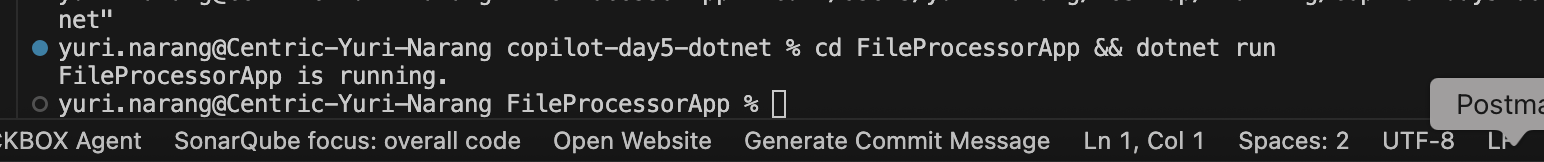 net"
yuri.narang@Centric-Yuri-Narang copilot-day5-dotnet % cd FileProcessorApp && dotnet run
FileProcessorApp is running.
yuri.narang@Centric-Yuri-Narang FileProcessorApp %
Postma
CKBOX Agent SonarQube focus: overall code Open Website Generate Commit Message Ln 1, Col 1 Spaces: 2 UTF-8 LF